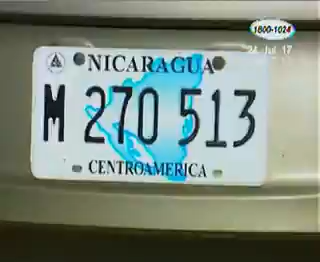 1800-1024
24 Jul 17
NICARAGUA
M 270 513
CENTROAMERICA